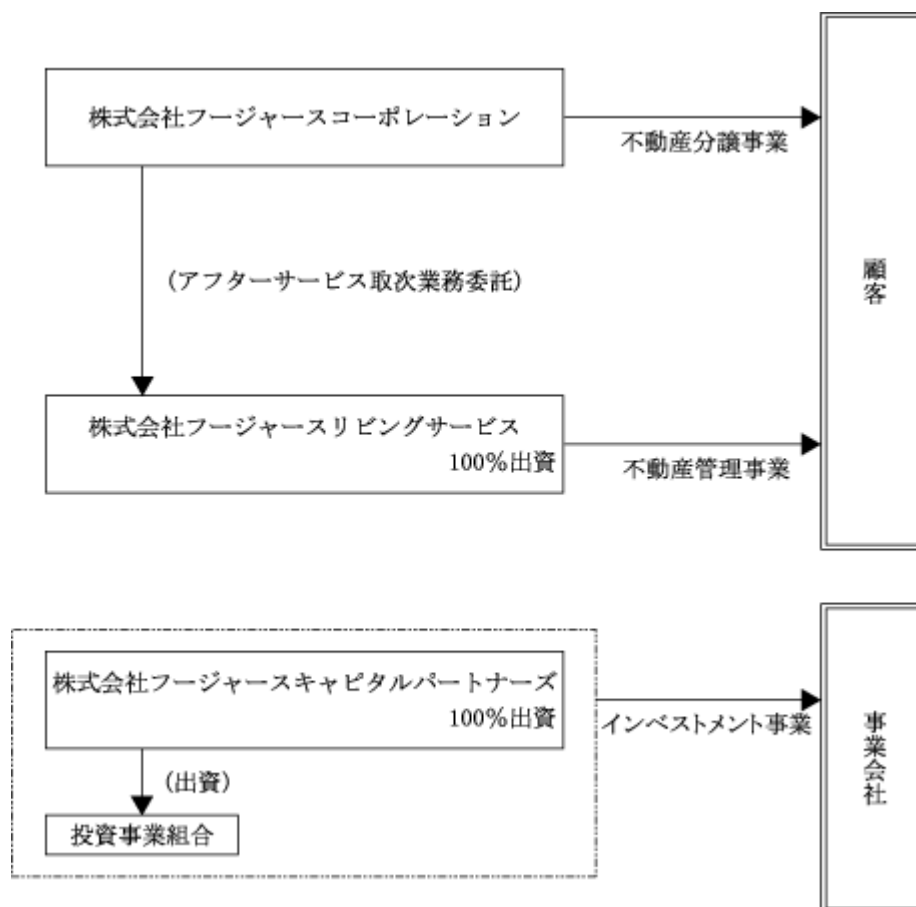 株式会社フージャースコーポレーション
不動産分譲事業
(アフターサービス取次業務委託)
顧客
株式会社フージャースリビングサービス
100%出資
不動産管理事業
株式会社フージャースキャピタルパートナーズ
100%出資
インベストメント事業
(出資)
投資事業組合
事業会社